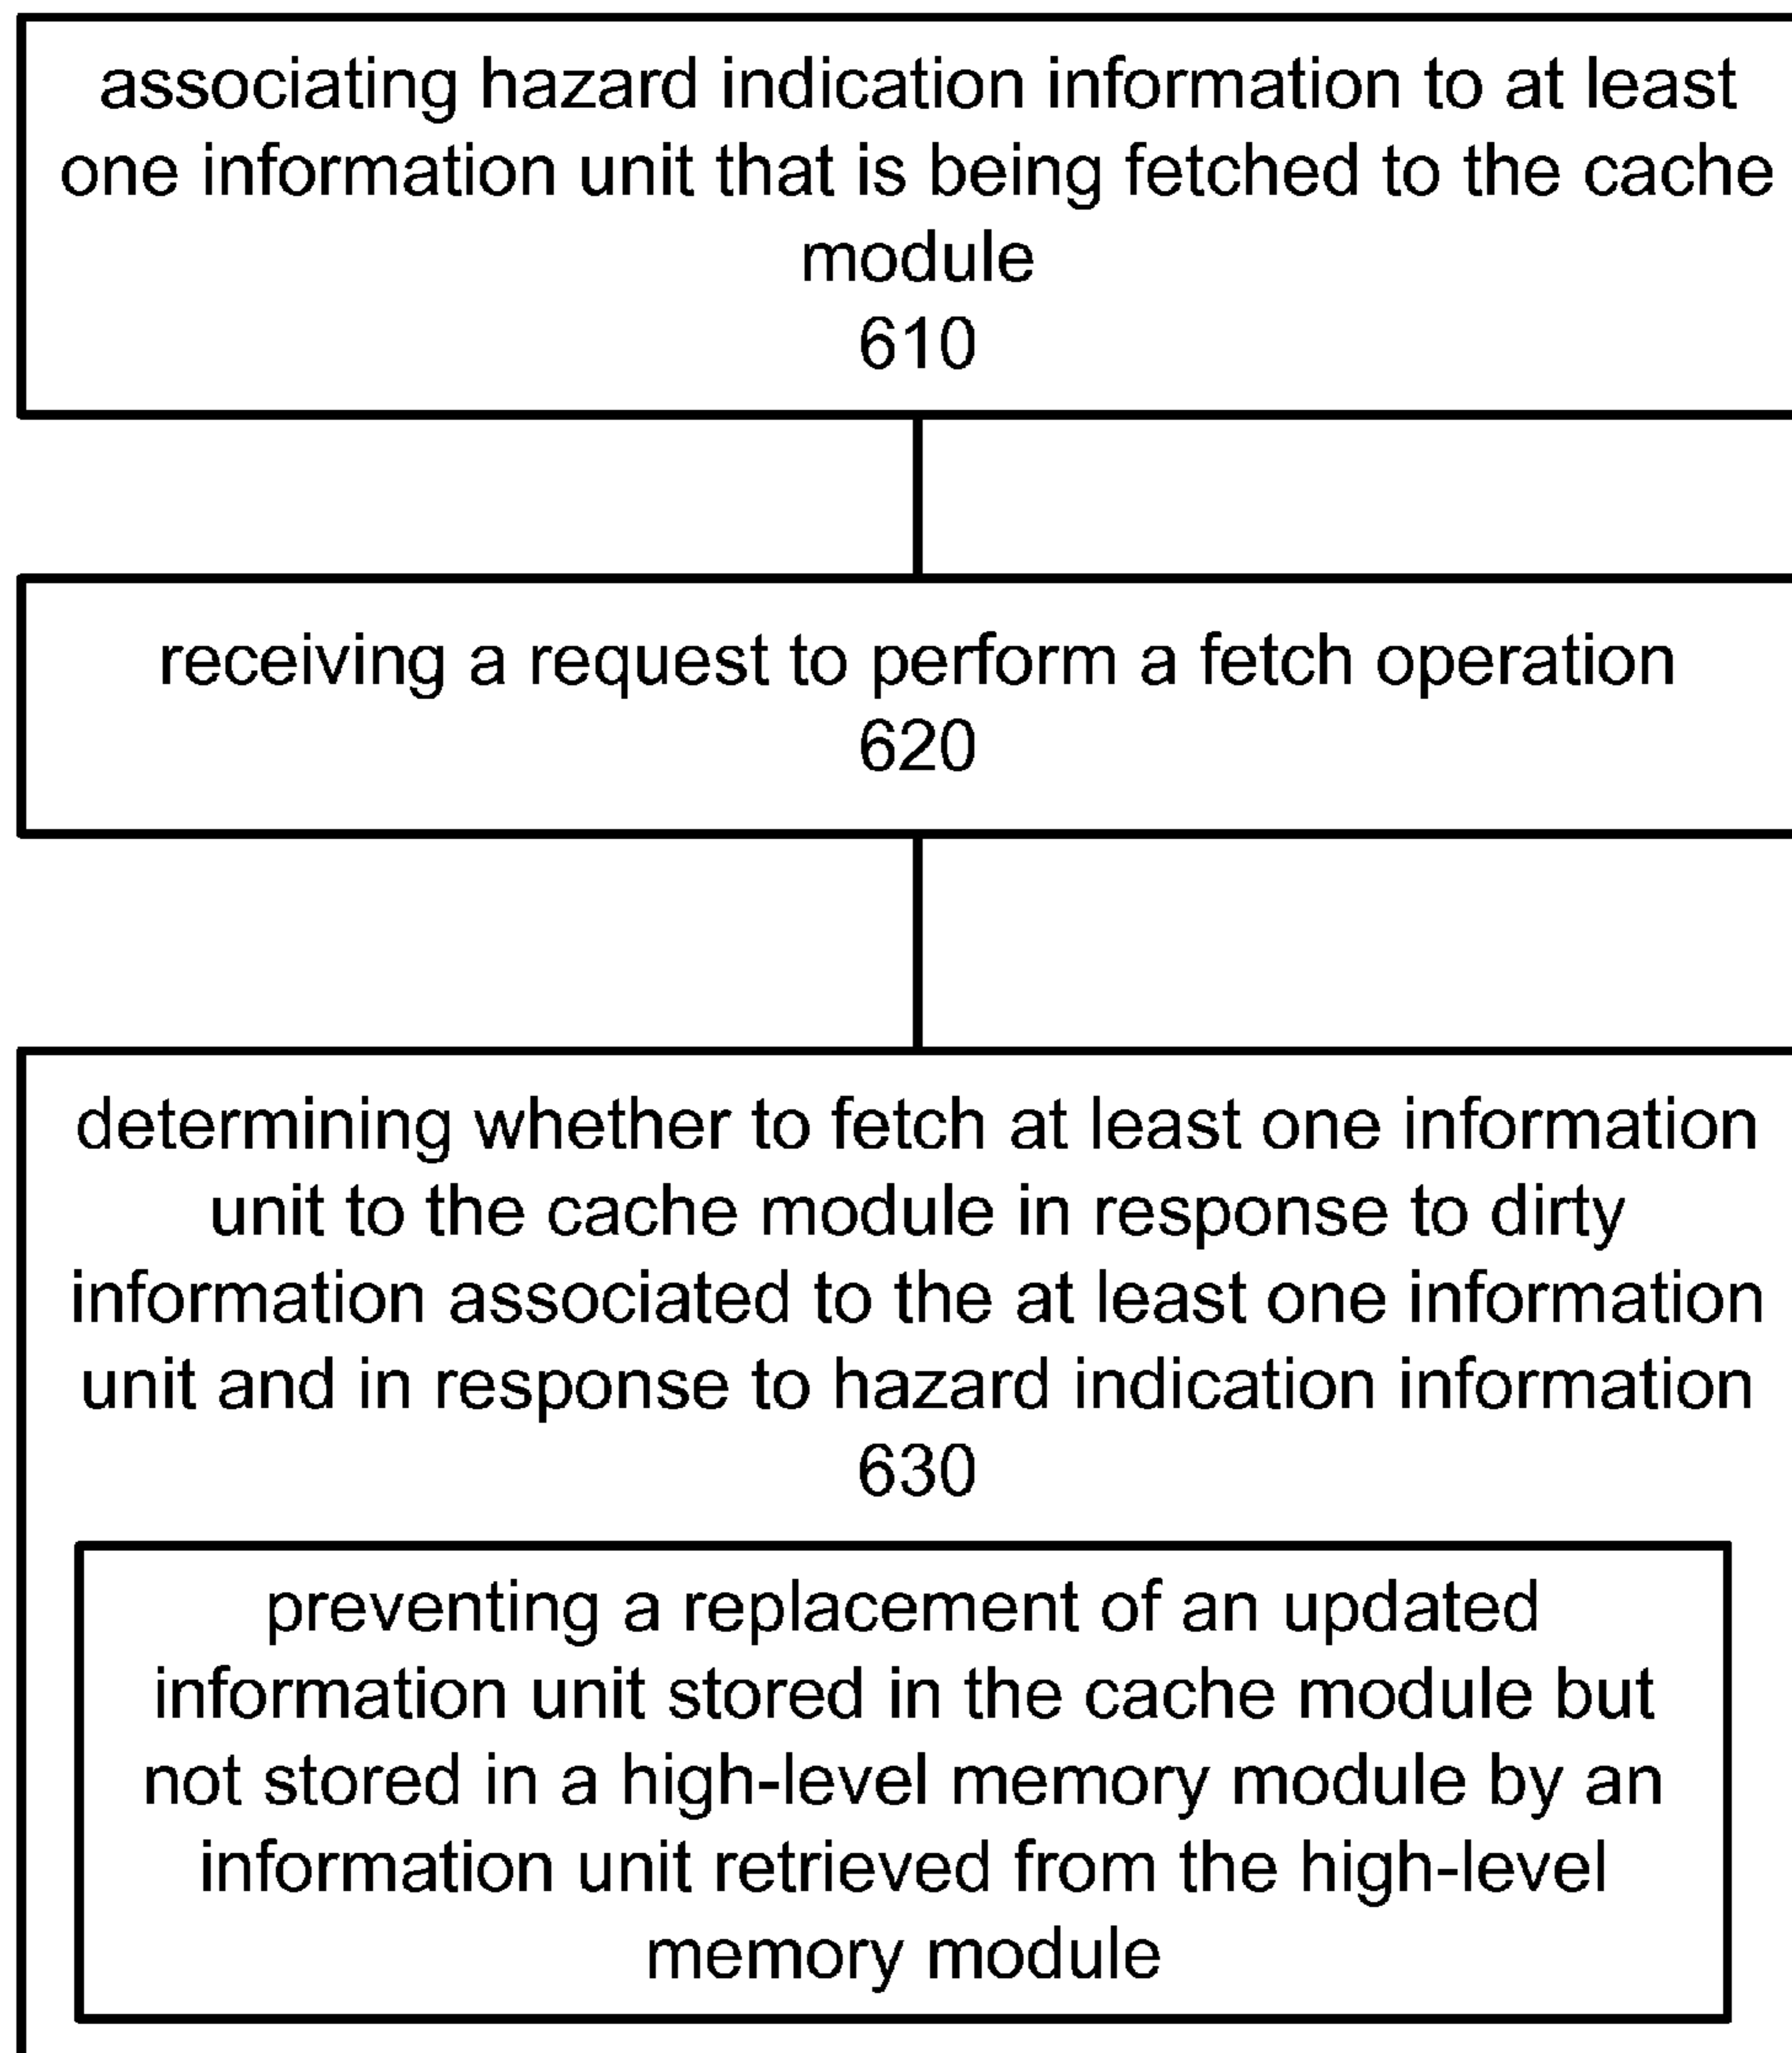 associating hazard indication information to at least
one information unit that is being fetched to the cache
module
610
receiving a request to perform a fetch operation
620
determining whether to fetch at least one information
unit to the cache module in response to dirty
information associated to the at least one information
unit and in response to hazard indication information
630
preventing a replacement of an updated
information unit stored in the cache module but
not stored in a high-level memory module by an
information unit retrieved from the high-level
memory module